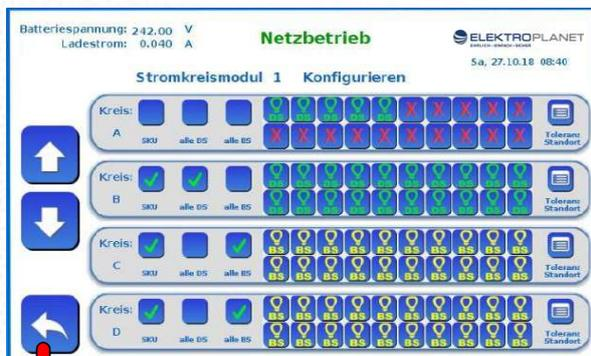 Batteriespannung: 242.00 V
Ladestrom: 0.040 A
Netzbetrieb
ELEKTROPLANET
EHRLICH - EINFACH - SICHER
Sa, 27.10.18 08:40
Stromkreismodul 1 Konfigurieren
Kreis: A
DS DS DS DS DS X X X X X
X X X X X X X X X X
SKU alle DS alle BS
Toleranz Standort
Kreis: B
DS DS DS DS DS DS DS DS DS DS
DS DS DS DS DS DS DS DS DS DS
SKU alle DS alle BS
Toleranz Standort
Kreis: C
BS BS BS BS BS BS BS BS BS BS
BS BS BS BS BS BS BS BS BS BS
SKU alle DS alle BS
Toleranz Standort
Kreis: D
BS BS BS BS BS BS BS BS BS BS
BS BS BS BS BS BS BS BS BS BS
SKU alle DS alle BS
Toleranz Standort